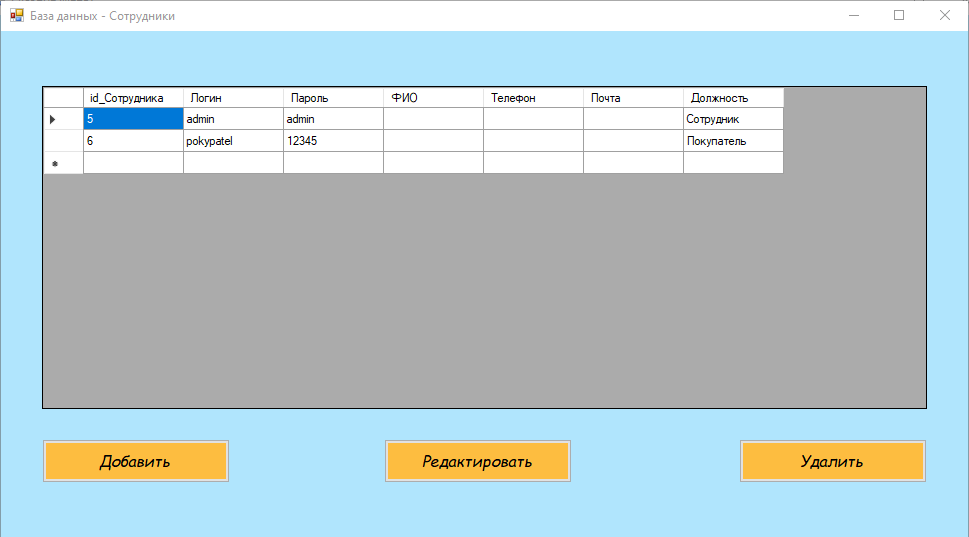 База данных - Сотрудники
id_Сотрудника Логин Пароль ФИО Телефон Почта Должность
5 admin admin Сотрудник
6 pokypatel 12345 Покупатель
Добавить Редактировать Удалить